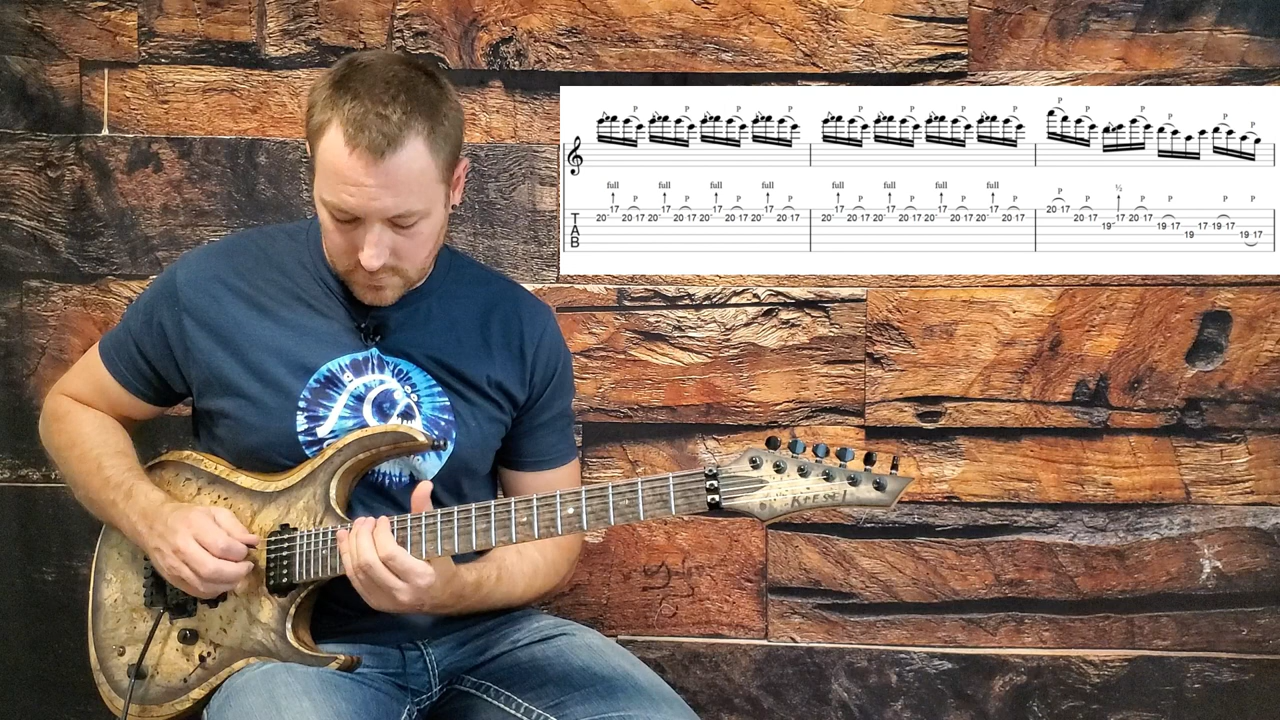 P P P P P P P P P P P P P
full full full full full full full full ½
P P P P P P P P P P P P P
17 17 17 17 17 17 17 17 20 17
20 20 17 20 20 17 20 20 17 20 20 17 20 20 17 20 20 17 20 20 17 20 20 17 20 17 17 20 17
T 19 19 17 17 19 17
A 19 19 17
B
KIESEL